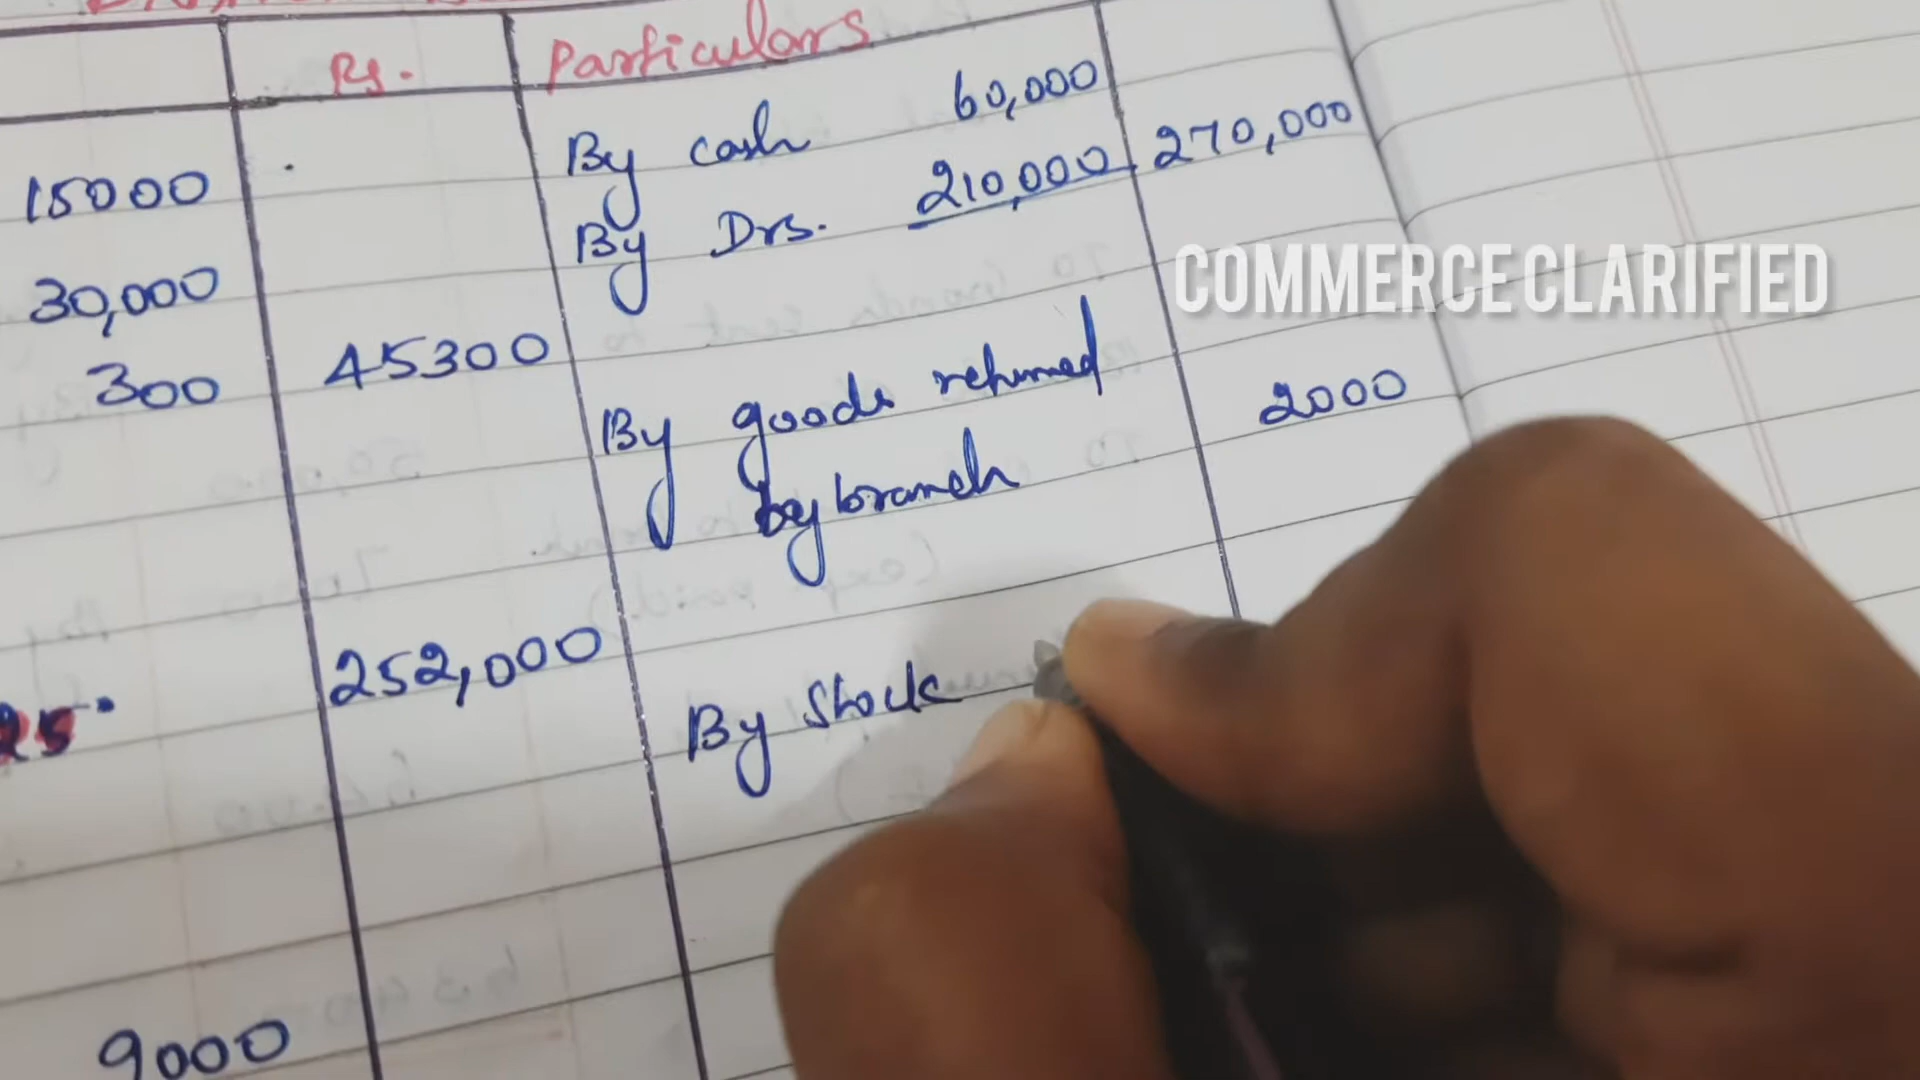 Rs. Particulars
By cash 60,000
15000 By Drs. 210,000 270,000
30,000
COMMERCE CLARIFIED
300 45300 By goods returned 2000
by branch
252,000 By Stock
25
9000